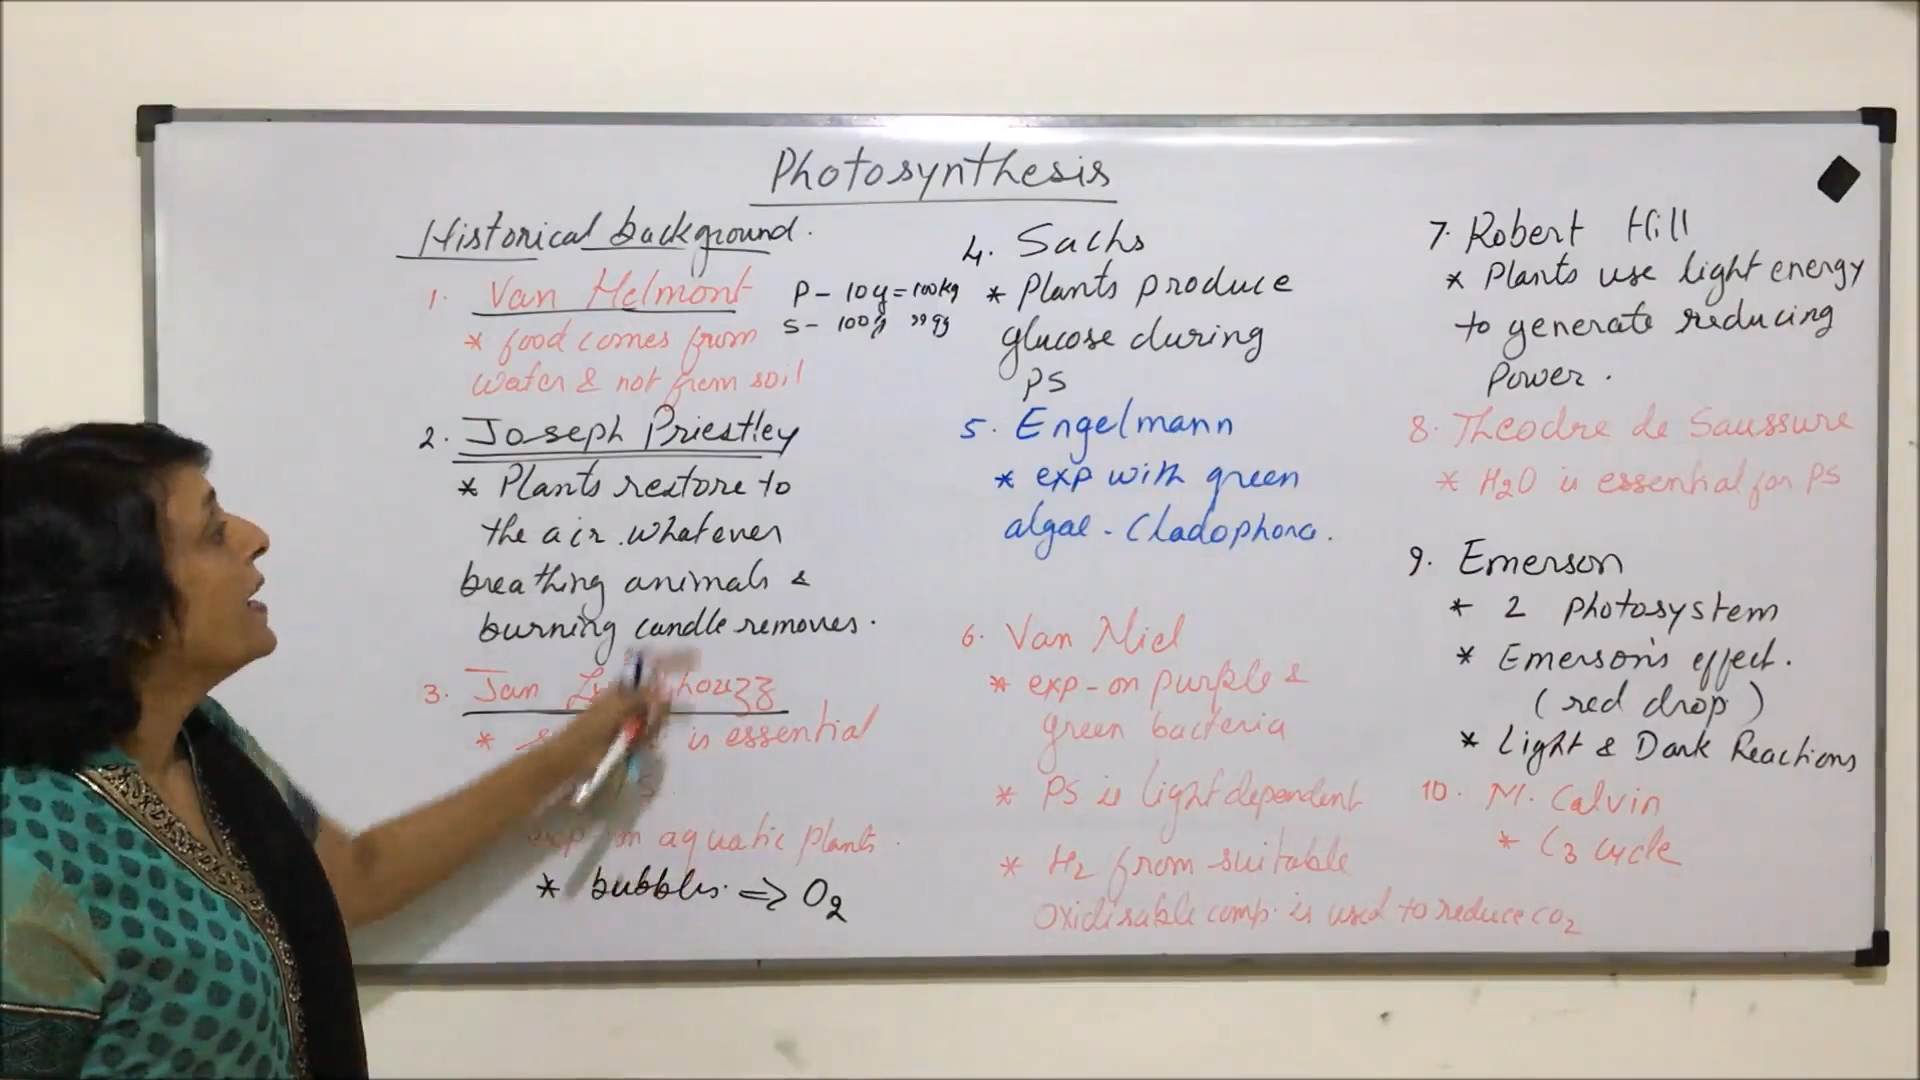 Photosynthesis
Historical background.
1. Van Helmont
P - 10y = 100kg
S - 100g 99g
* food comes from
water & not from soil
2. Joseph Priestley
* Plants restore to
the air whatever
breathing animals &
burning candle removes.
3. Jan houzz
* is essential
on aquatic plants.
* bubbles. ⇒ O2
4. Sachs
* Plants produce
glucose during
PS
5. Engelmann
* exp with green
algae - Cladophora.
6. Van Niel
* exp - on purple &
green bacteria
* PS is light dependent
* H2 from suitable
Oxidisable comp. is used to reduce CO2
7. Robert Hill
* Plants use light energy
to generate reducing
Power.
8. Theodre de Saussure
* H2O is essential for PS
9. Emerson
* 2 Photosystem
* Emerson's effect.
(red drop)
* Light & Dark Reactions
10. M. Calvin
* C3 cycle